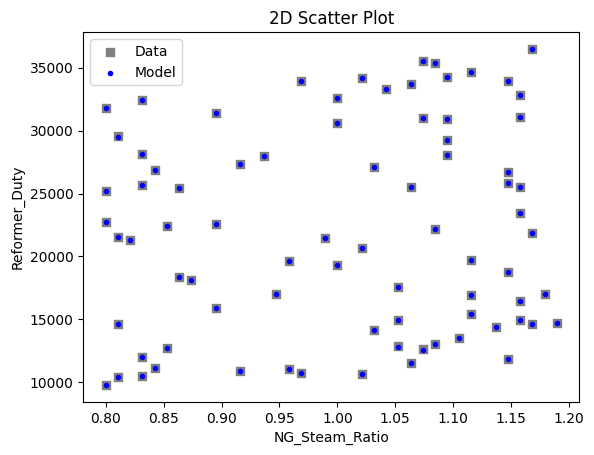 2D Scatter Plot
Data
Model
Reformer_Duty
35000
30000
25000
20000
15000
10000
0.80 0.85 0.90 0.95 1.00 1.05 1.10 1.15 1.20
NG_Steam_Ratio